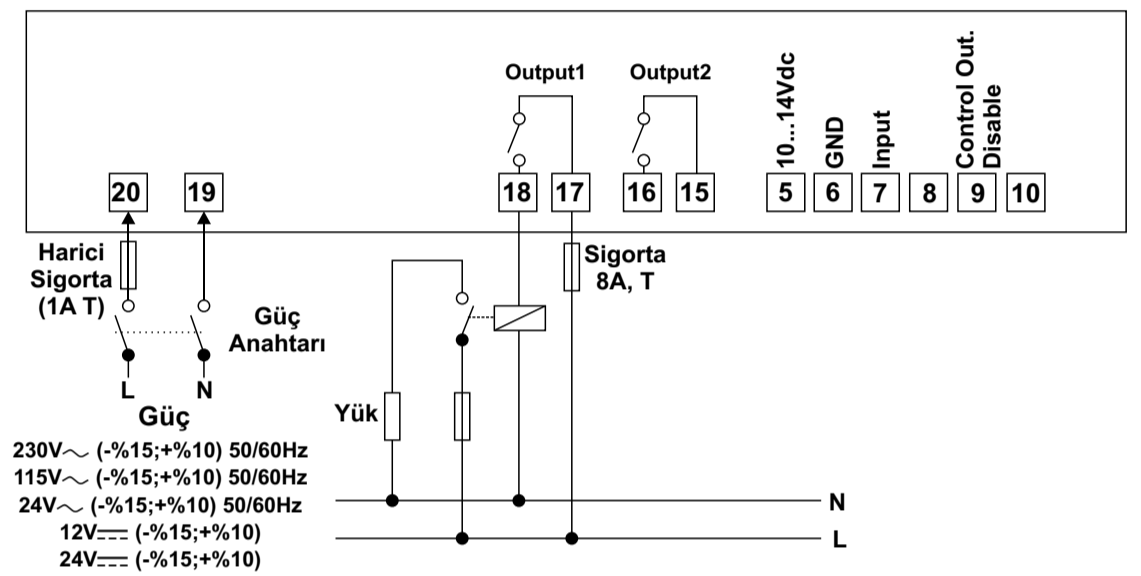 Output1
Output2
10...14Vdc
GND
Input
Control Out.
Disable
20
19
18
17
16
15
5
6
7
8
9
10
Harici
Sigorta
(1A T)
Güç
Anahtarı
Sigorta
8A, T
L
N
Güç
Yük
230V～ (-%15;+%10) 50/60Hz
115V～ (-%15;+%10) 50/60Hz
24V～ (-%15;+%10) 50/60Hz
12V⎓ (-%15;+%10)
24V⎓ (-%15;+%10)
N
L